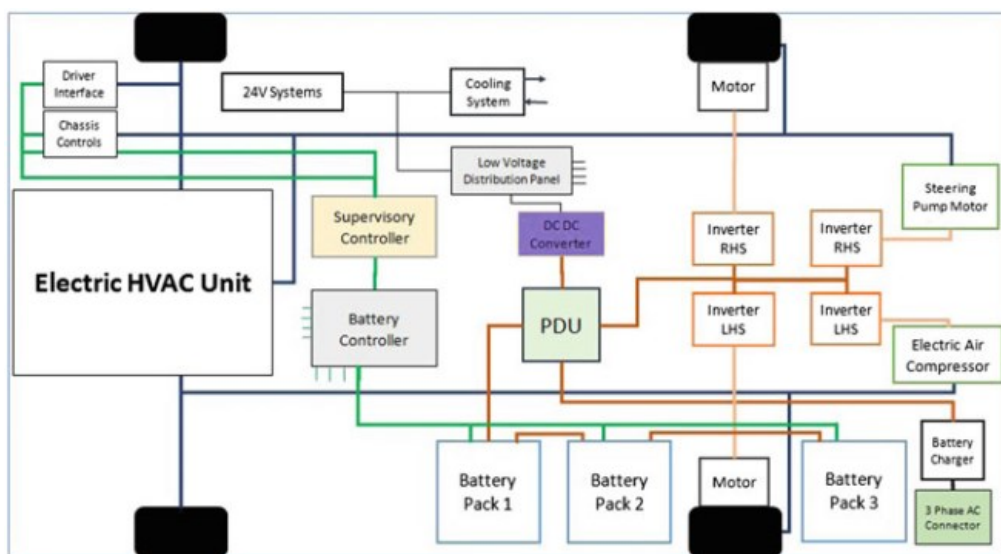 Driver
Interface
24V Systems
Cooling
System
Motor
Chassis
Controls
Low Voltage
Distribution Panel
Steering
Pump Motor
Supervisory
Controller
DC DC
Converter
Inverter
RHS
Inverter
RHS
Electric HVAC Unit
Battery
Controller
PDU
Inverter
LHS
Inverter
LHS
Electric Air
Compressor
Battery
Pack 1
Battery
Pack 2
Motor
Battery
Pack 3
Battery
Charger
3 Phase AC
Connector